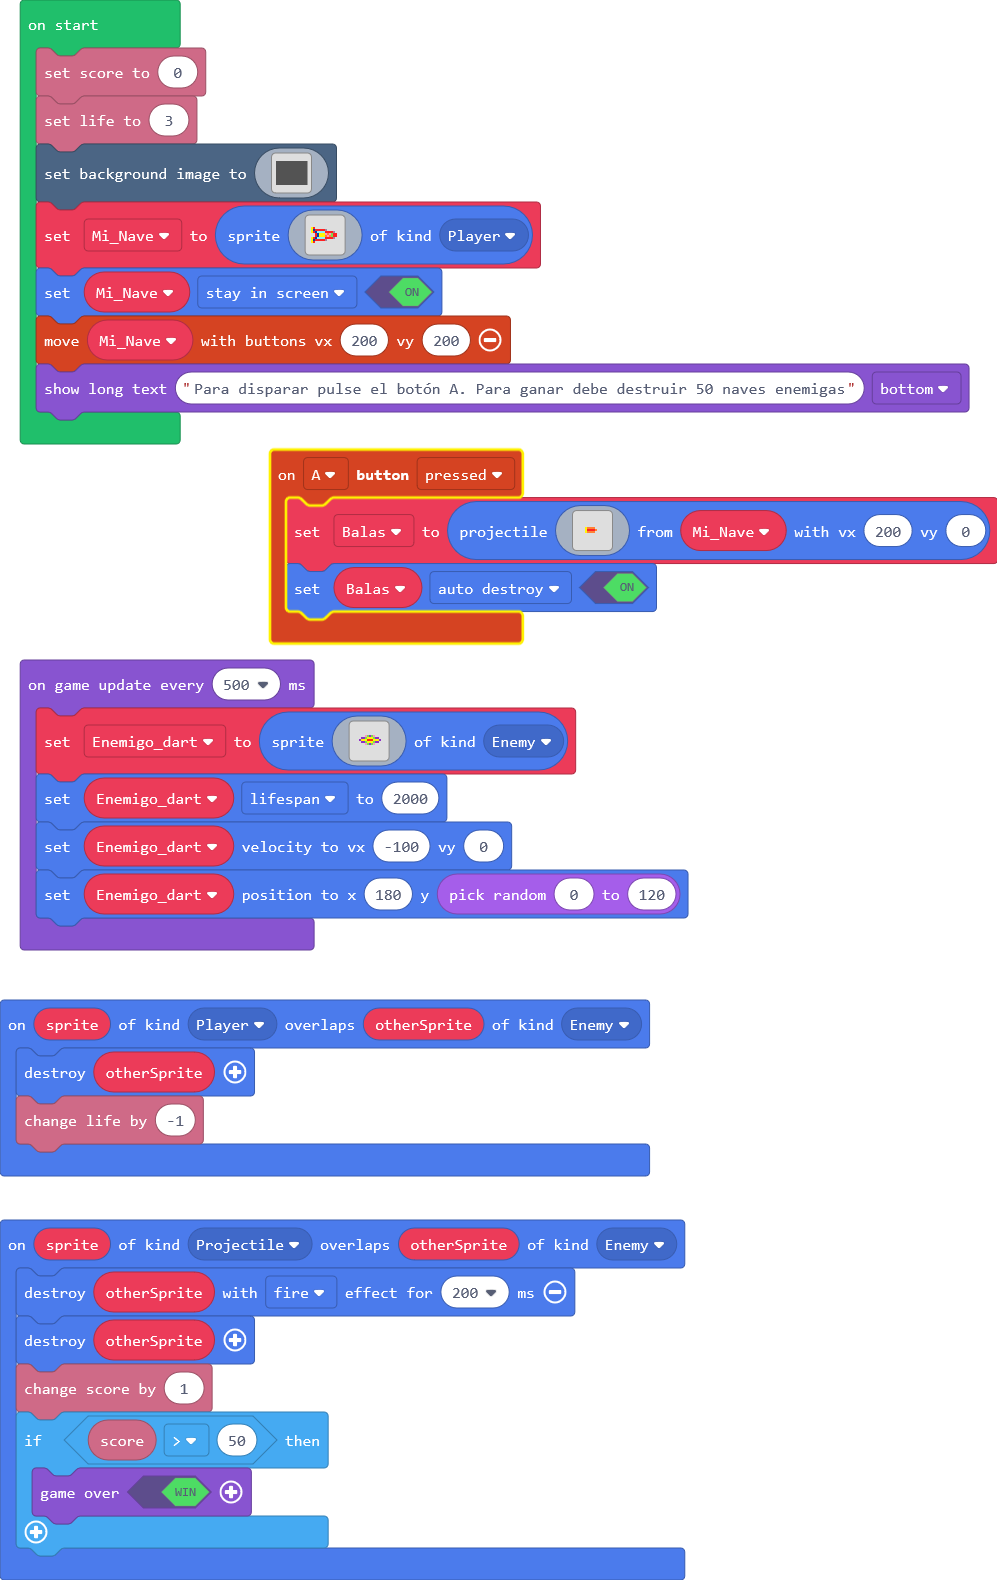 on start
set score to 0
set life to 3
set background image to
set Mi_Nave to sprite of kind Player
set Mi_Nave stay in screen ON
move Mi_Nave with buttons vx 200 vy 200
show long text "Para disparar pulse el botón A. Para ganar debe destruir 50 naves enemigas" bottom
on A button pressed
set Balas to projectile from Mi_Nave with vx 200 vy 0
set Balas auto destroy ON
on game update every 500 ms
set Enemigo_dart to sprite of kind Enemy
set Enemigo_dart lifespan to 2000
set Enemigo_dart velocity to vx -100 vy 0
set Enemigo_dart position to x 180 y pick random 0 to 120
on sprite of kind Player overlaps otherSprite of kind Enemy
destroy otherSprite
change life by -1
on sprite of kind Projectile overlaps otherSprite of kind Enemy
destroy otherSprite with fire effect for 200 ms
destroy otherSprite
change score by 1
if score > 50 then
game over WIN